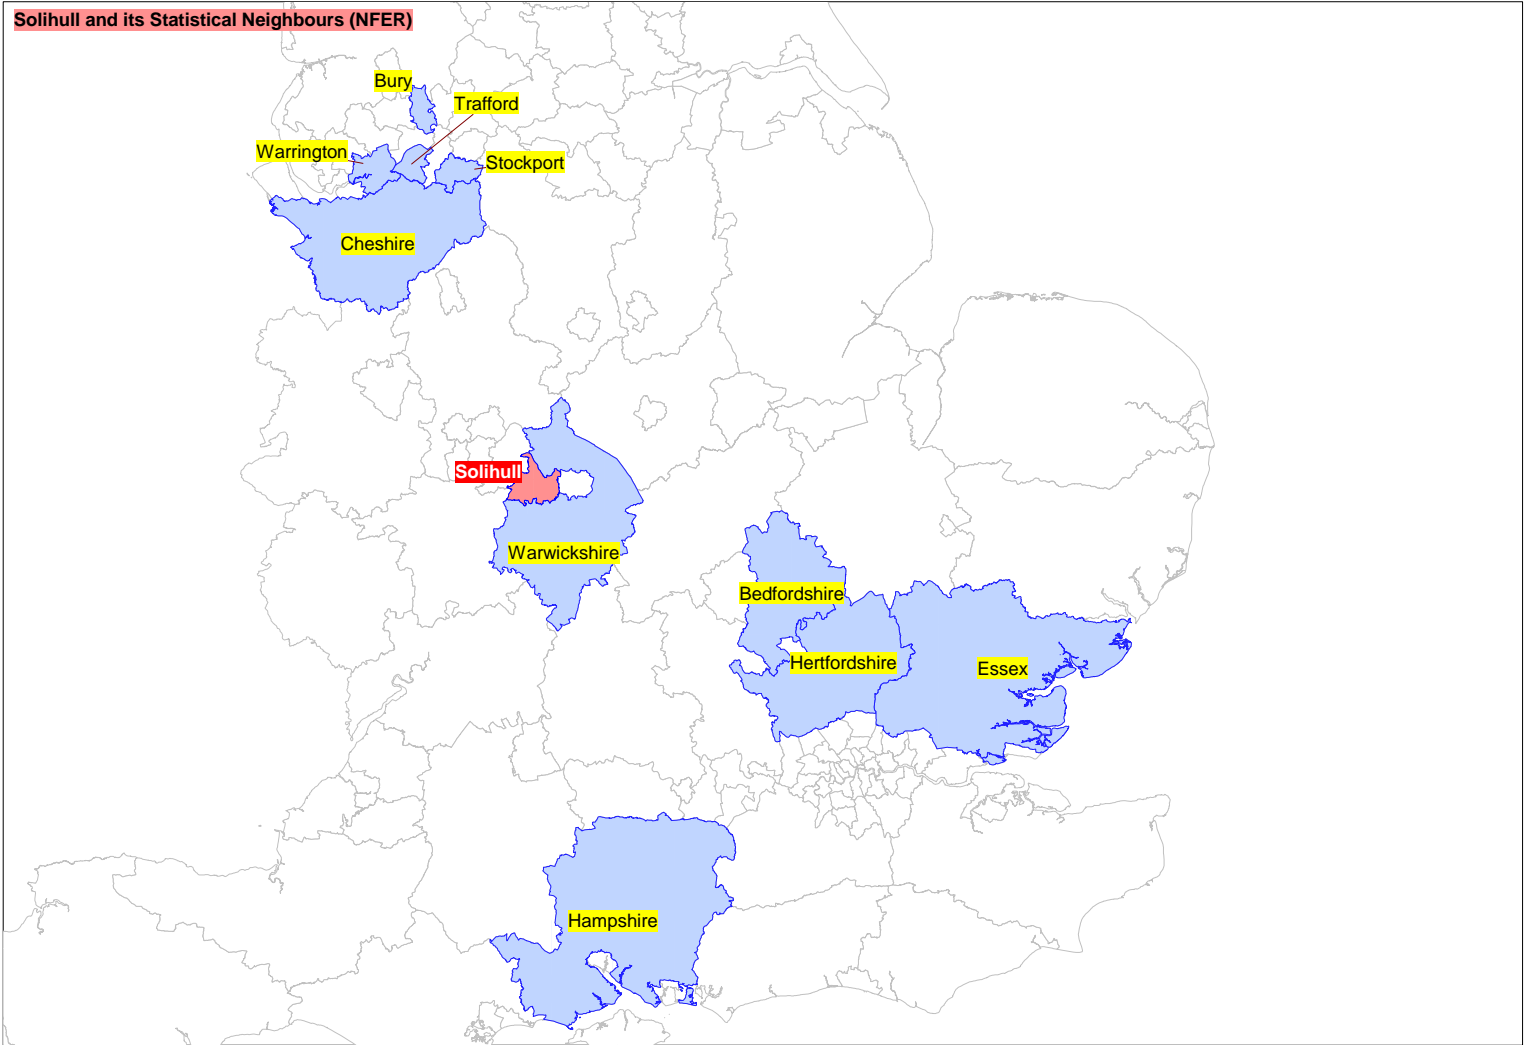 Solihull and its Statistical Neighbours (NFER)
Bury
Trafford
Warrington
Stockport
Cheshire
Solihull
Warwickshire
Bedfordshire
Hertfordshire
Essex
Hampshire